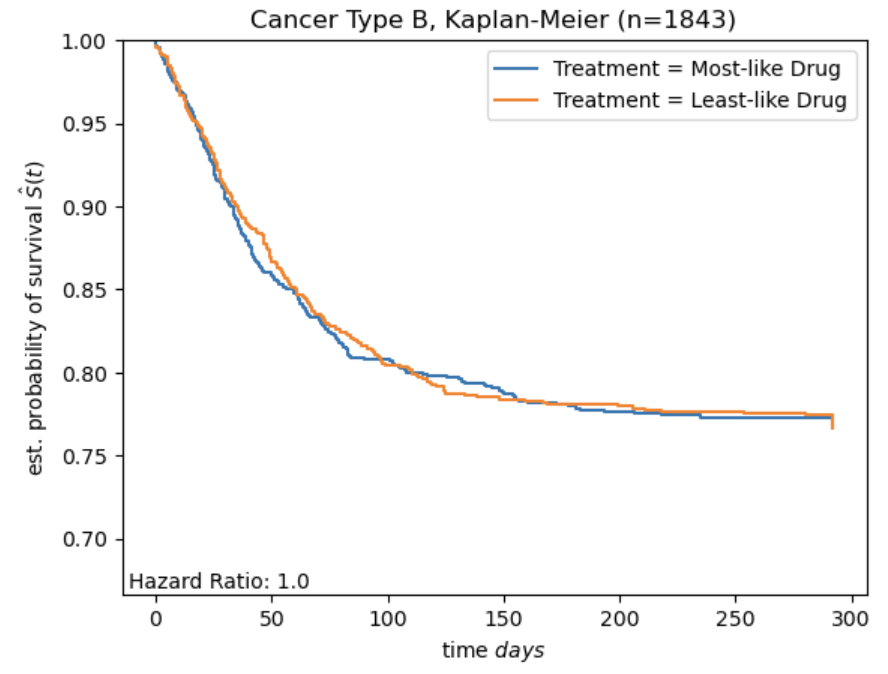 Cancer Type B, Kaplan-Meier (n=1843)
1.00
0.95
0.90
0.85
0.80
0.75
0.70
est. probability of survival Ŝ(t)
Treatment = Most-like Drug
Treatment = Least-like Drug
Hazard Ratio: 1.0
0 50 100 150 200 250 300
time days